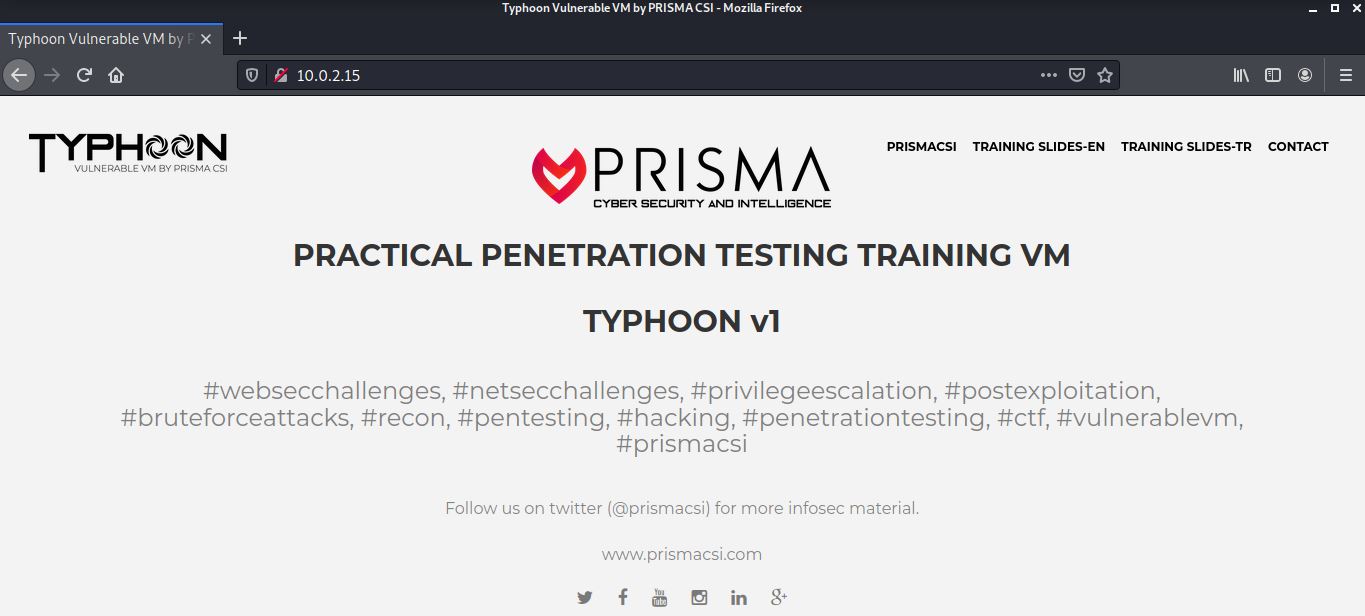 Typhoon Vulnerable VM by PRISMA CSI - Mozilla Firefox
Typhoon Vulnerable VM by P
10.0.2.15
TYPHOON
VULNERABLE VM BY PRISMA CSI
PRISMA
CYBER SECURITY AND INTELLIGENCE
PRISMACSI TRAINING SLIDES-EN TRAINING SLIDES-TR CONTACT
PRACTICAL PENETRATION TESTING TRAINING VM
TYPHOON v1
#websecchallenges, #netsecchallenges, #privilegeescalation, #postexploitation,
#bruteforceattacks, #recon, #pentesting, #hacking, #penetrationtesting, #ctf, #vulnerablevm,
#prismacsi
Follow us on twitter (@prismacsi) for more infosec material.
www.prismacsi.com